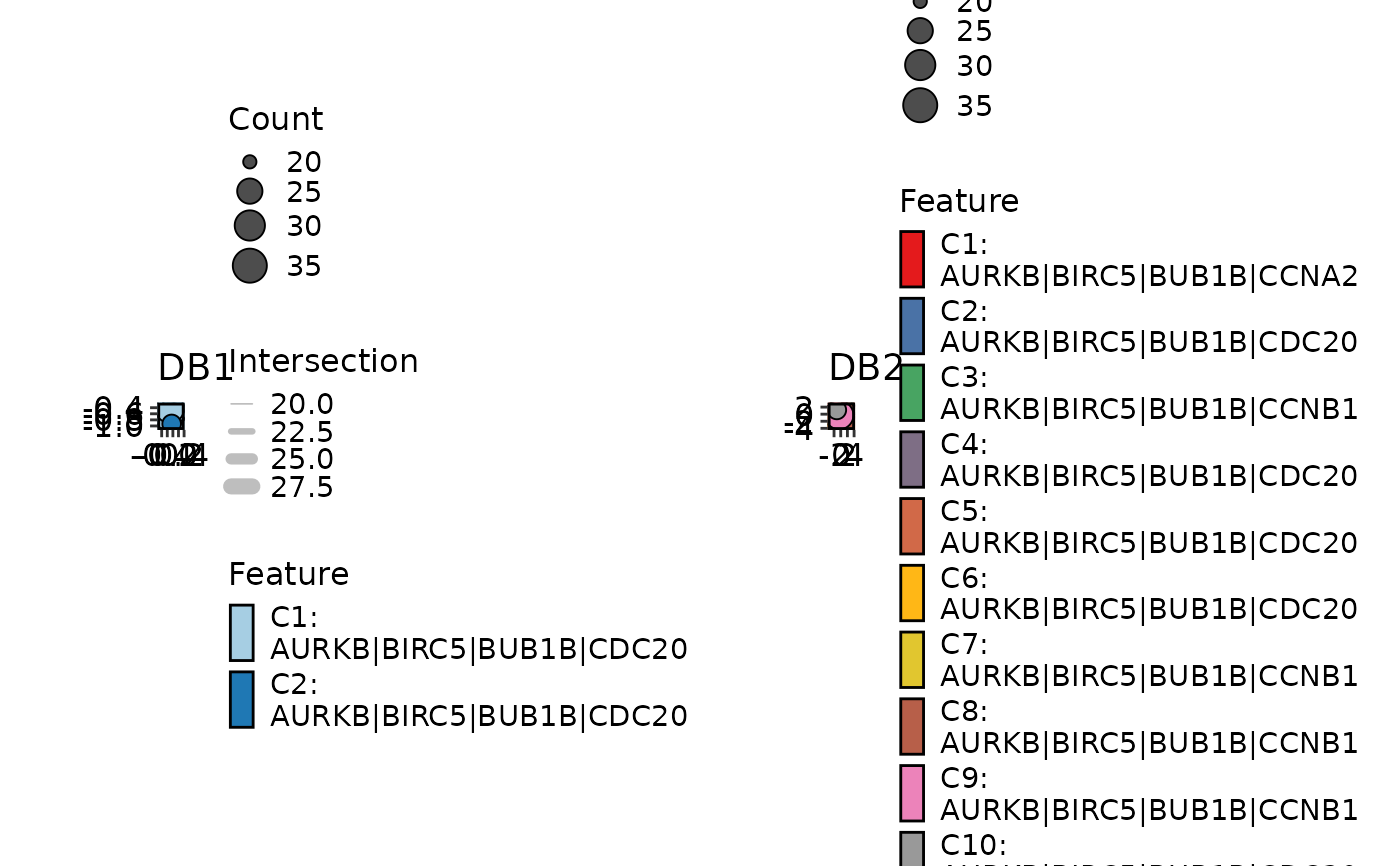 Count
20
25
30
35
DB1
Intersection
20.0
22.5
25.0
27.5
Feature
C1:
AURKB|BIRC5|BUB1B|CDC20
C2:
AURKB|BIRC5|BUB1B|CDC20
20
25
30
35
DB2
Feature
C1:
AURKB|BIRC5|BUB1B|CCNA2
C2:
AURKB|BIRC5|BUB1B|CDC20
C3:
AURKB|BIRC5|BUB1B|CCNB1
C4:
AURKB|BIRC5|BUB1B|CDC20
C5:
AURKB|BIRC5|BUB1B|CDC20
C6:
AURKB|BIRC5|BUB1B|CDC20
C7:
AURKB|BIRC5|BUB1B|CCNB1
C8:
AURKB|BIRC5|BUB1B|CCNB1
C9:
AURKB|BIRC5|BUB1B|CCNB1
C10: